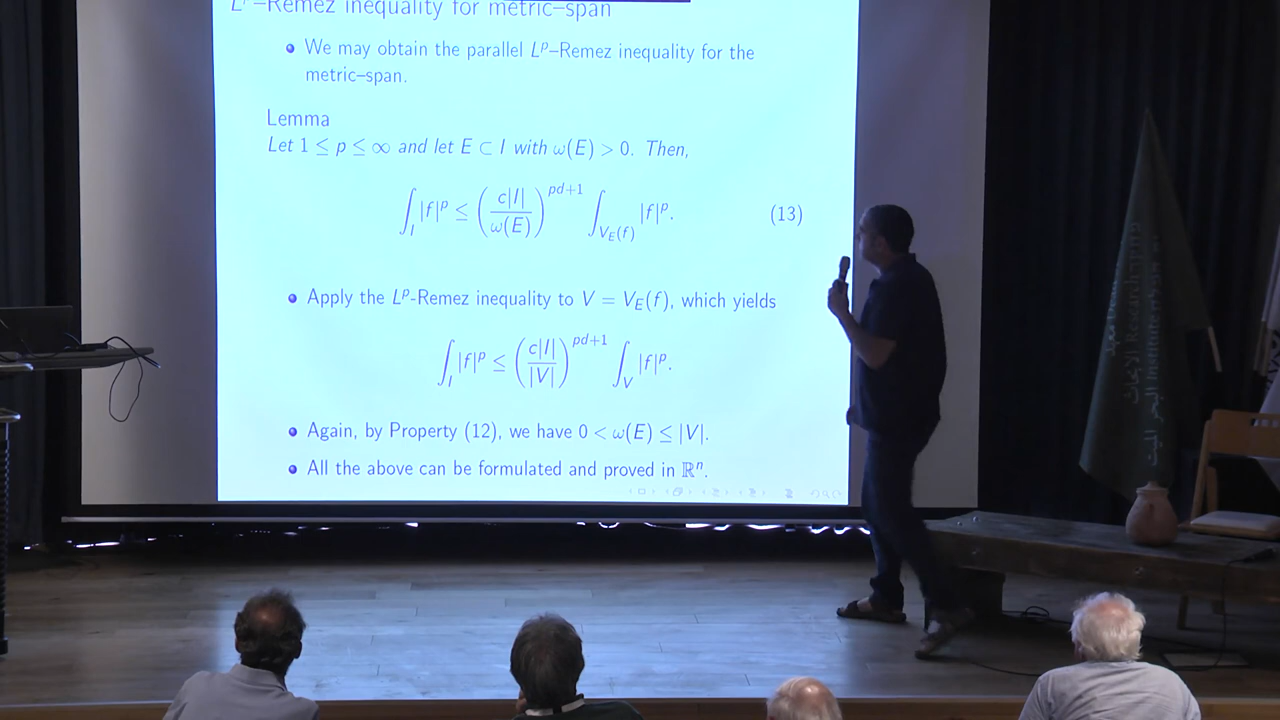 L^p–Remez inequality for metric–span
We may obtain the parallel L^p–Remez inequality for the
metric–span.
Lemma
Let 1 ≤ p ≤ ∞ and let E ⊂ I with ω(E) > 0. Then,
∫_I |f|^p ≤ (c|I| / ω(E))^{pd+1} ∫_{V_E(f)} |f|^p. (13)
Apply the L^p-Remez inequality to V = V_E(f), which yields
∫_I |f|^p ≤ (c|I| / |V|)^{pd+1} ∫_V |f|^p.
Again, by Property (12), we have 0 < ω(E) ≤ |V|.
All the above can be formulated and proved in ℝ^n.